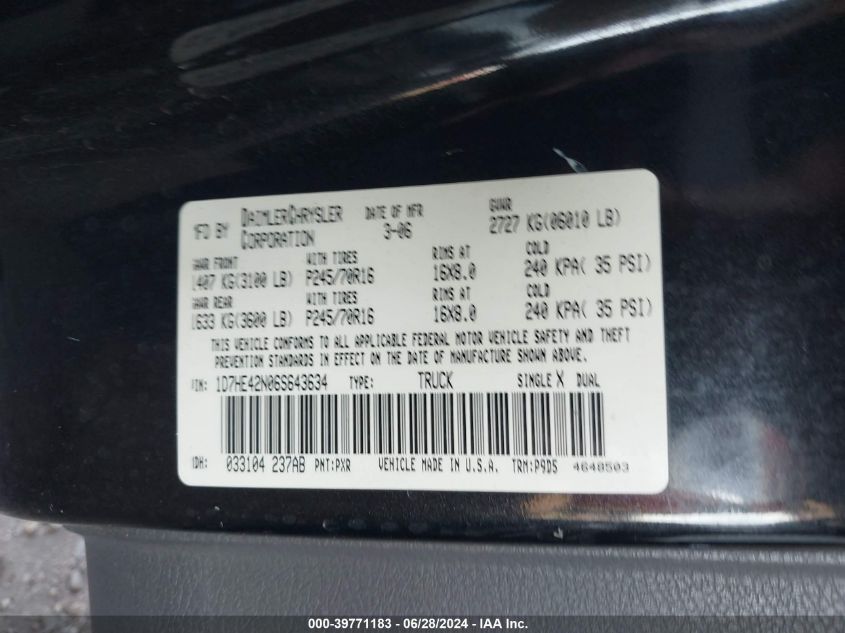 MFD BY DAIMLERCHRYSLER CORPORATION DATE OF MFR 3-06 GVWR 2727 KG(06010 LB)
GAWR FRONT WITH TIRES RIMS AT COLD
1407 KG(3100 LB) P245/70R16 16X8.0 240 KPA( 35 PSI)
GAWR REAR WITH TIRES RIMS AT COLD
1633 KG(3600 LB) P245/70R16 16X8.0 240 KPA( 35 PSI)
THIS VEHICLE CONFORMS TO ALL APPLICABLE FEDERAL MOTOR VEHICLE SAFETY AND THEFT
PREVENTION STANDARDS IN EFFECT ON THE DATE OF MANUFACTURE SHOWN ABOVE.
VIN: 1D7HE42N06S643634 TYPE: TRUCK SINGLE X DUAL
IDH: 033104 237AB PNT:PXR VEHICLE MADE IN U.S.A. TRM:P9D5 4648503
000-39771183 / 06/28/2024 - IAA Inc.